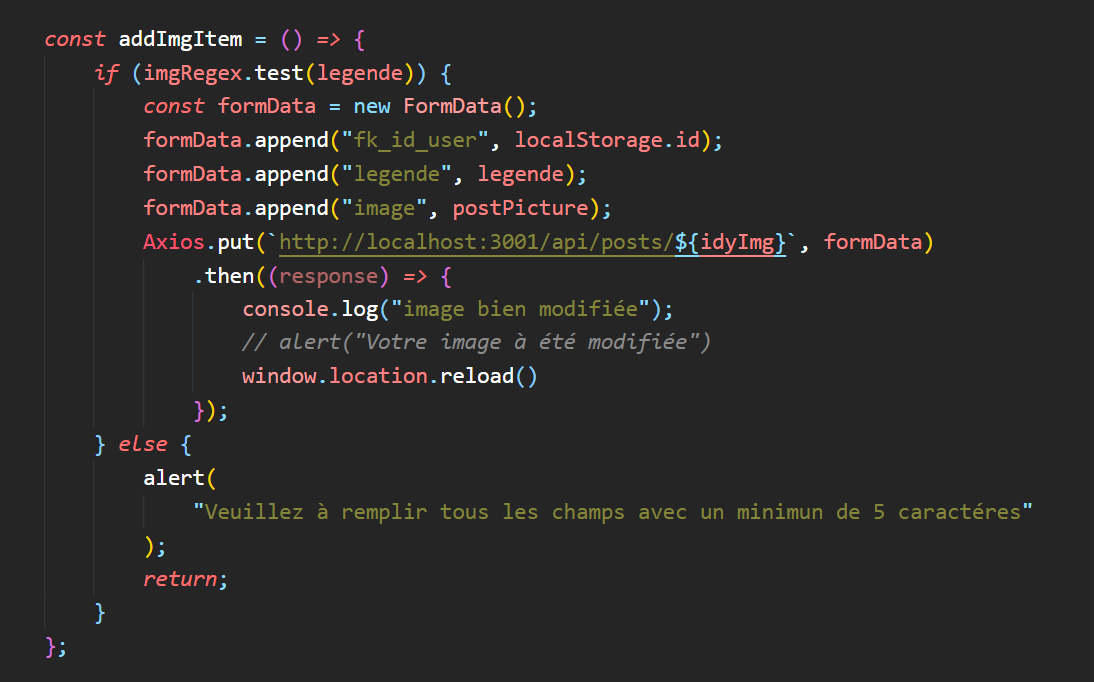 const addImgItem = () => {
    if (imgRegex.test(legende)) {
        const formData = new FormData();
        formData.append("fk_id_user", localStorage.id);
        formData.append("legende", legende);
        formData.append("image", postPicture);
        Axios.put(`http://localhost:3001/api/posts/${idyImg}`, formData)
            .then((response) => {
                console.log("image bien modifiée");
                // alert("Votre image à été modifiée")
                window.location.reload()
            });
    } else {
        alert(
            "Veuillez à remplir tous les champs avec un minimun de 5 caractéres"
        );
        return;
    }
};